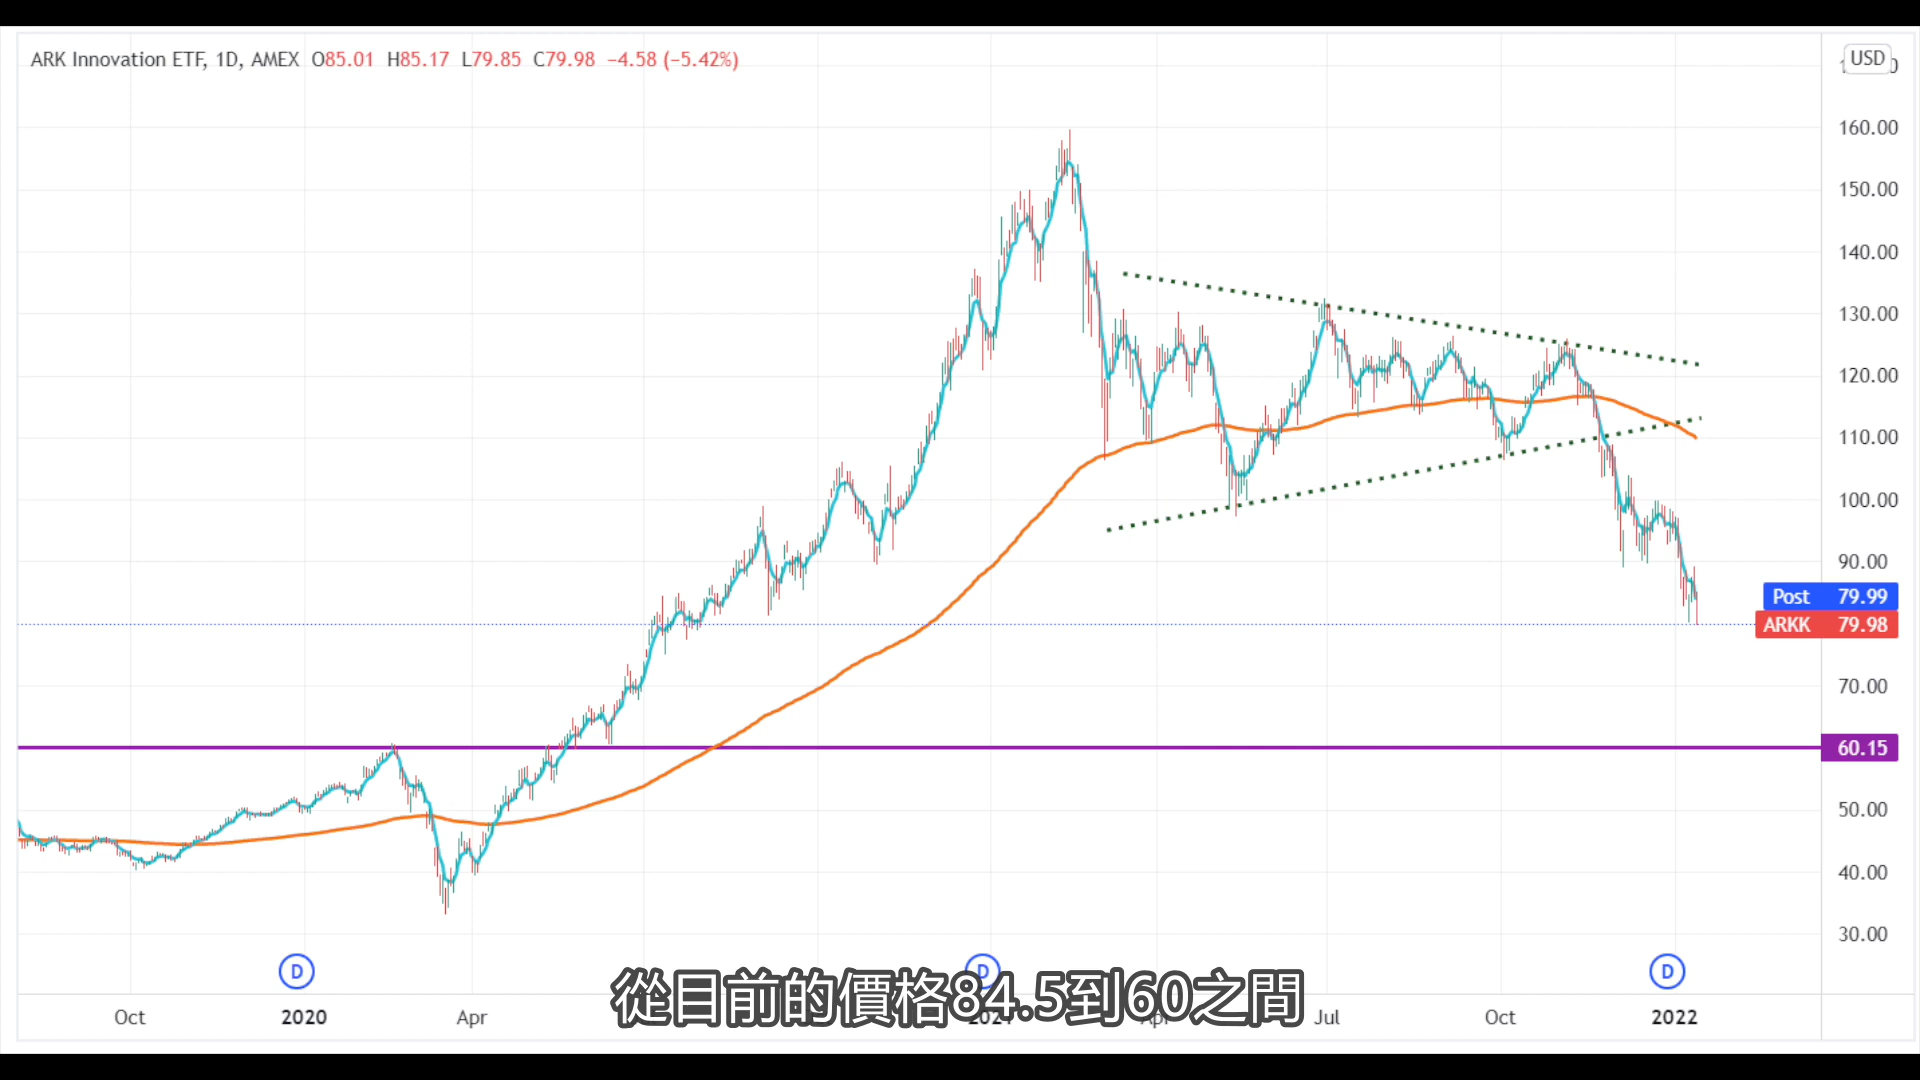 ARK Innovation ETF, 1D, AMEX O85.01 H85.17 L79.85 C79.98 −4.58 (−5.42%)
USD
160.00
150.00
140.00
130.00
120.00
110.00
100.00
90.00
Post 79.99
ARKK 79.98
70.00
60.15
50.00
40.00
30.00
D D D
從目前的價格84.5到60之間
Oct 2020 Apr 2021 Apr Jul Oct 2022